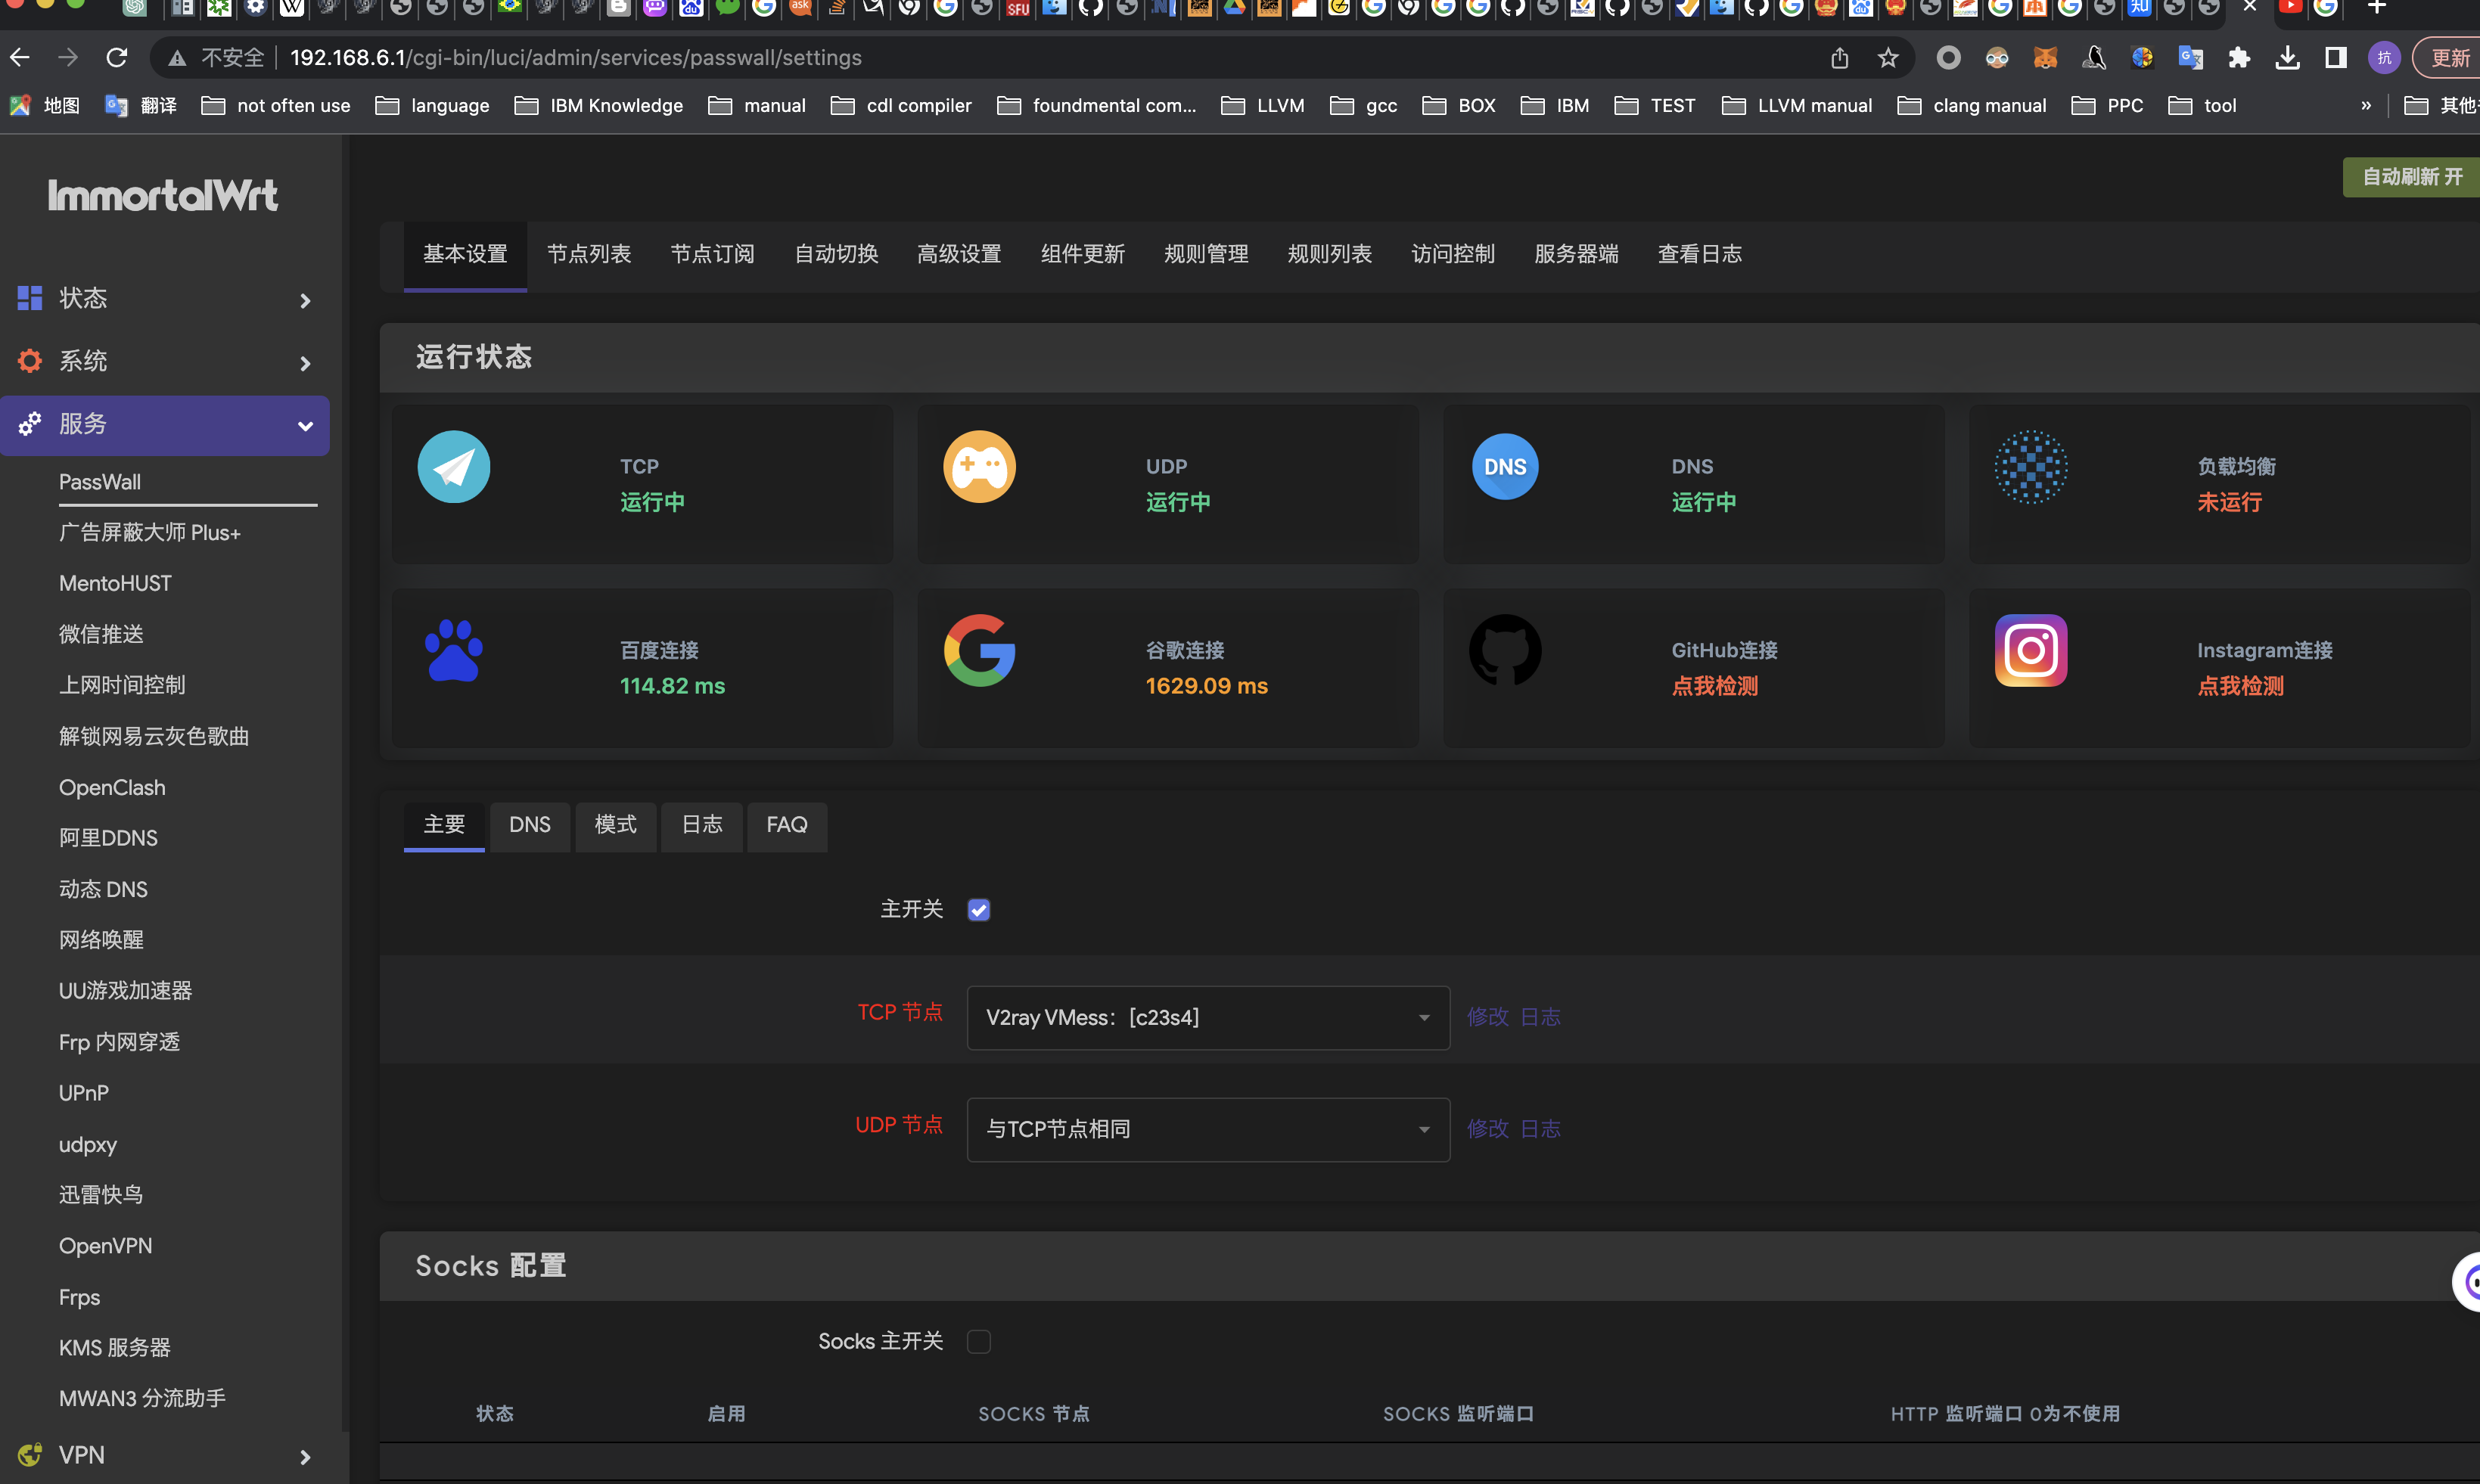 不安全 192.168.6.1/cgi-bin/luci/admin/services/passwall/settings
更新
地图 翻译 not often use language IBM Knowledge manual cdl compiler foundmental com... LLVM gcc BOX IBM TEST LLVM manual clang manual PPC tool » 其他
ImmortalWrt
自动刷新 开
状态
系统
服务
PassWall
广告屏蔽大师 Plus+
MentoHUST
微信推送
上网时间控制
解锁网易云灰色歌曲
OpenClash
阿里DDNS
动态 DNS
网络唤醒
UU游戏加速器
Frp 内网穿透
UPnP
udpxy
迅雷快鸟
OpenVPN
Frps
KMS 服务器
MWAN3 分流助手
VPN
基本设置 节点列表 节点订阅 自动切换 高级设置 组件更新 规则管理 规则列表 访问控制 服务器端 查看日志
运行状态
TCP
运行中
UDP
运行中
DNS
DNS
运行中
负载均衡
未运行
百度连接
114.82 ms
谷歌连接
1629.09 ms
GitHub连接
点我检测
Instagram连接
点我检测
主要 DNS 模式 日志 FAQ
主开关
TCP 节点 V2ray VMess：[c23s4] 修改 日志
UDP 节点 与TCP节点相同 修改 日志
Socks 配置
Socks 主开关
状态 启用 SOCKS 节点 SOCKS 监听端口 HTTP 监听端口 0为不使用